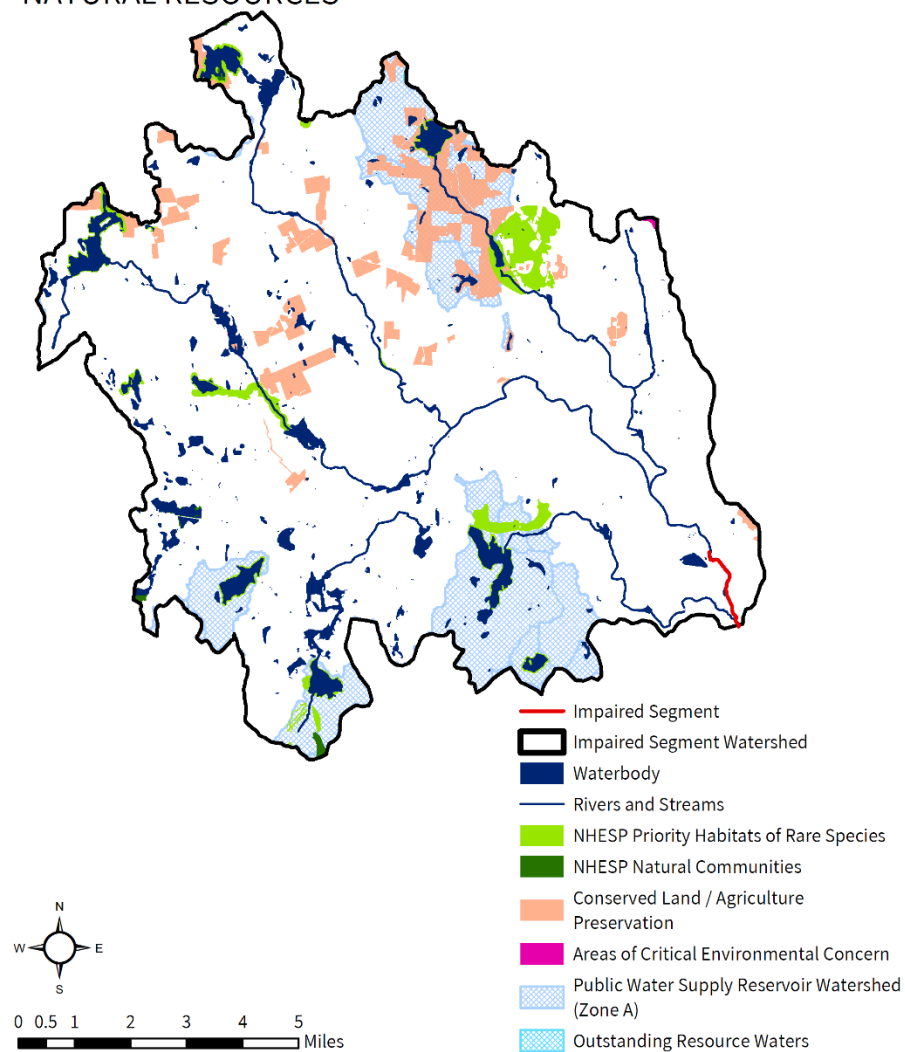 NATURAL RESOURCES
Impaired Segment
Impaired Segment Watershed
Waterbody
Rivers and Streams
NHESP Priority Habitats of Rare Species
NHESP Natural Communities
Conserved Land / Agriculture
Preservation
Areas of Critical Environmental Concern
Public Water Supply Reservoir Watershed
(Zone A)
Outstanding Resource Waters
N
W E
S
0 0.5 1 2 3 4 5
Miles